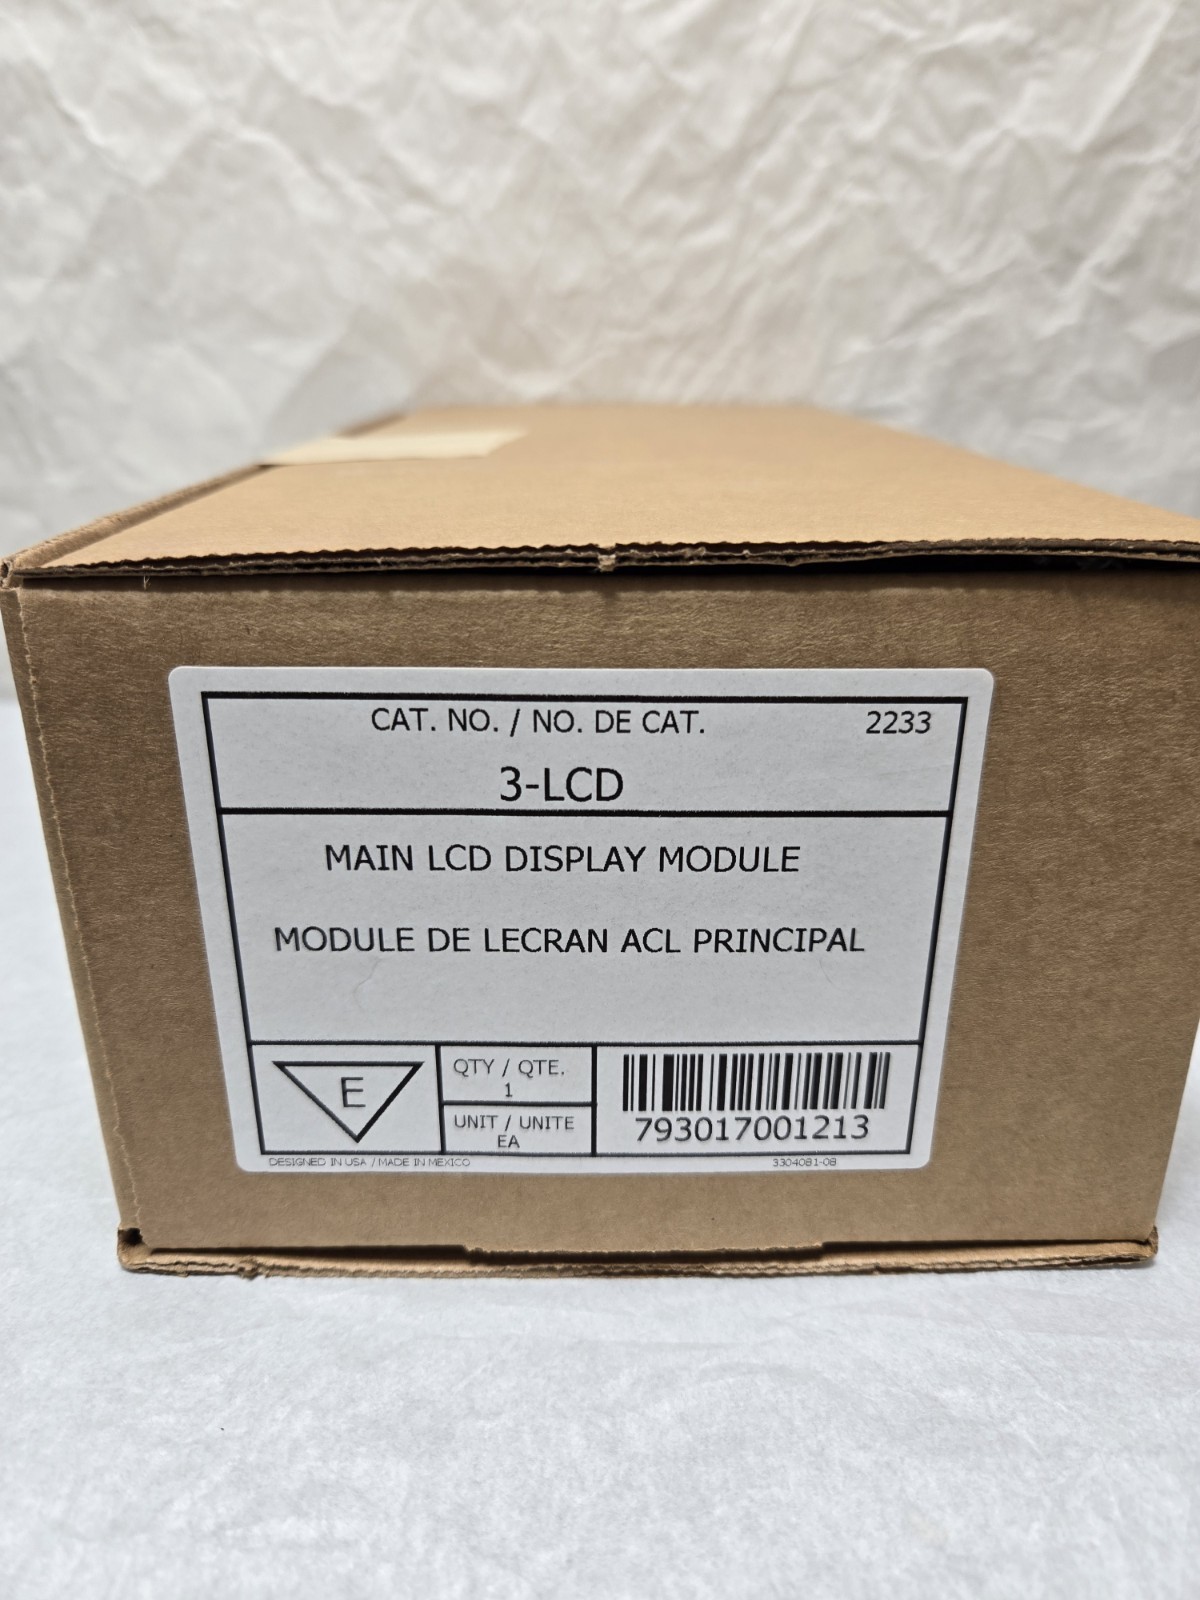 CAT. NO. / NO. DE CAT. 2233
3-LCD
MAIN LCD DISPLAY MODULE
MODULE DE LECRAN ACL PRINCIPAL
E
QTY / QTE.
1
UNIT / UNITE
EA
793017001213
DESIGNED IN USA / MADE IN MEXICO
3304081-08